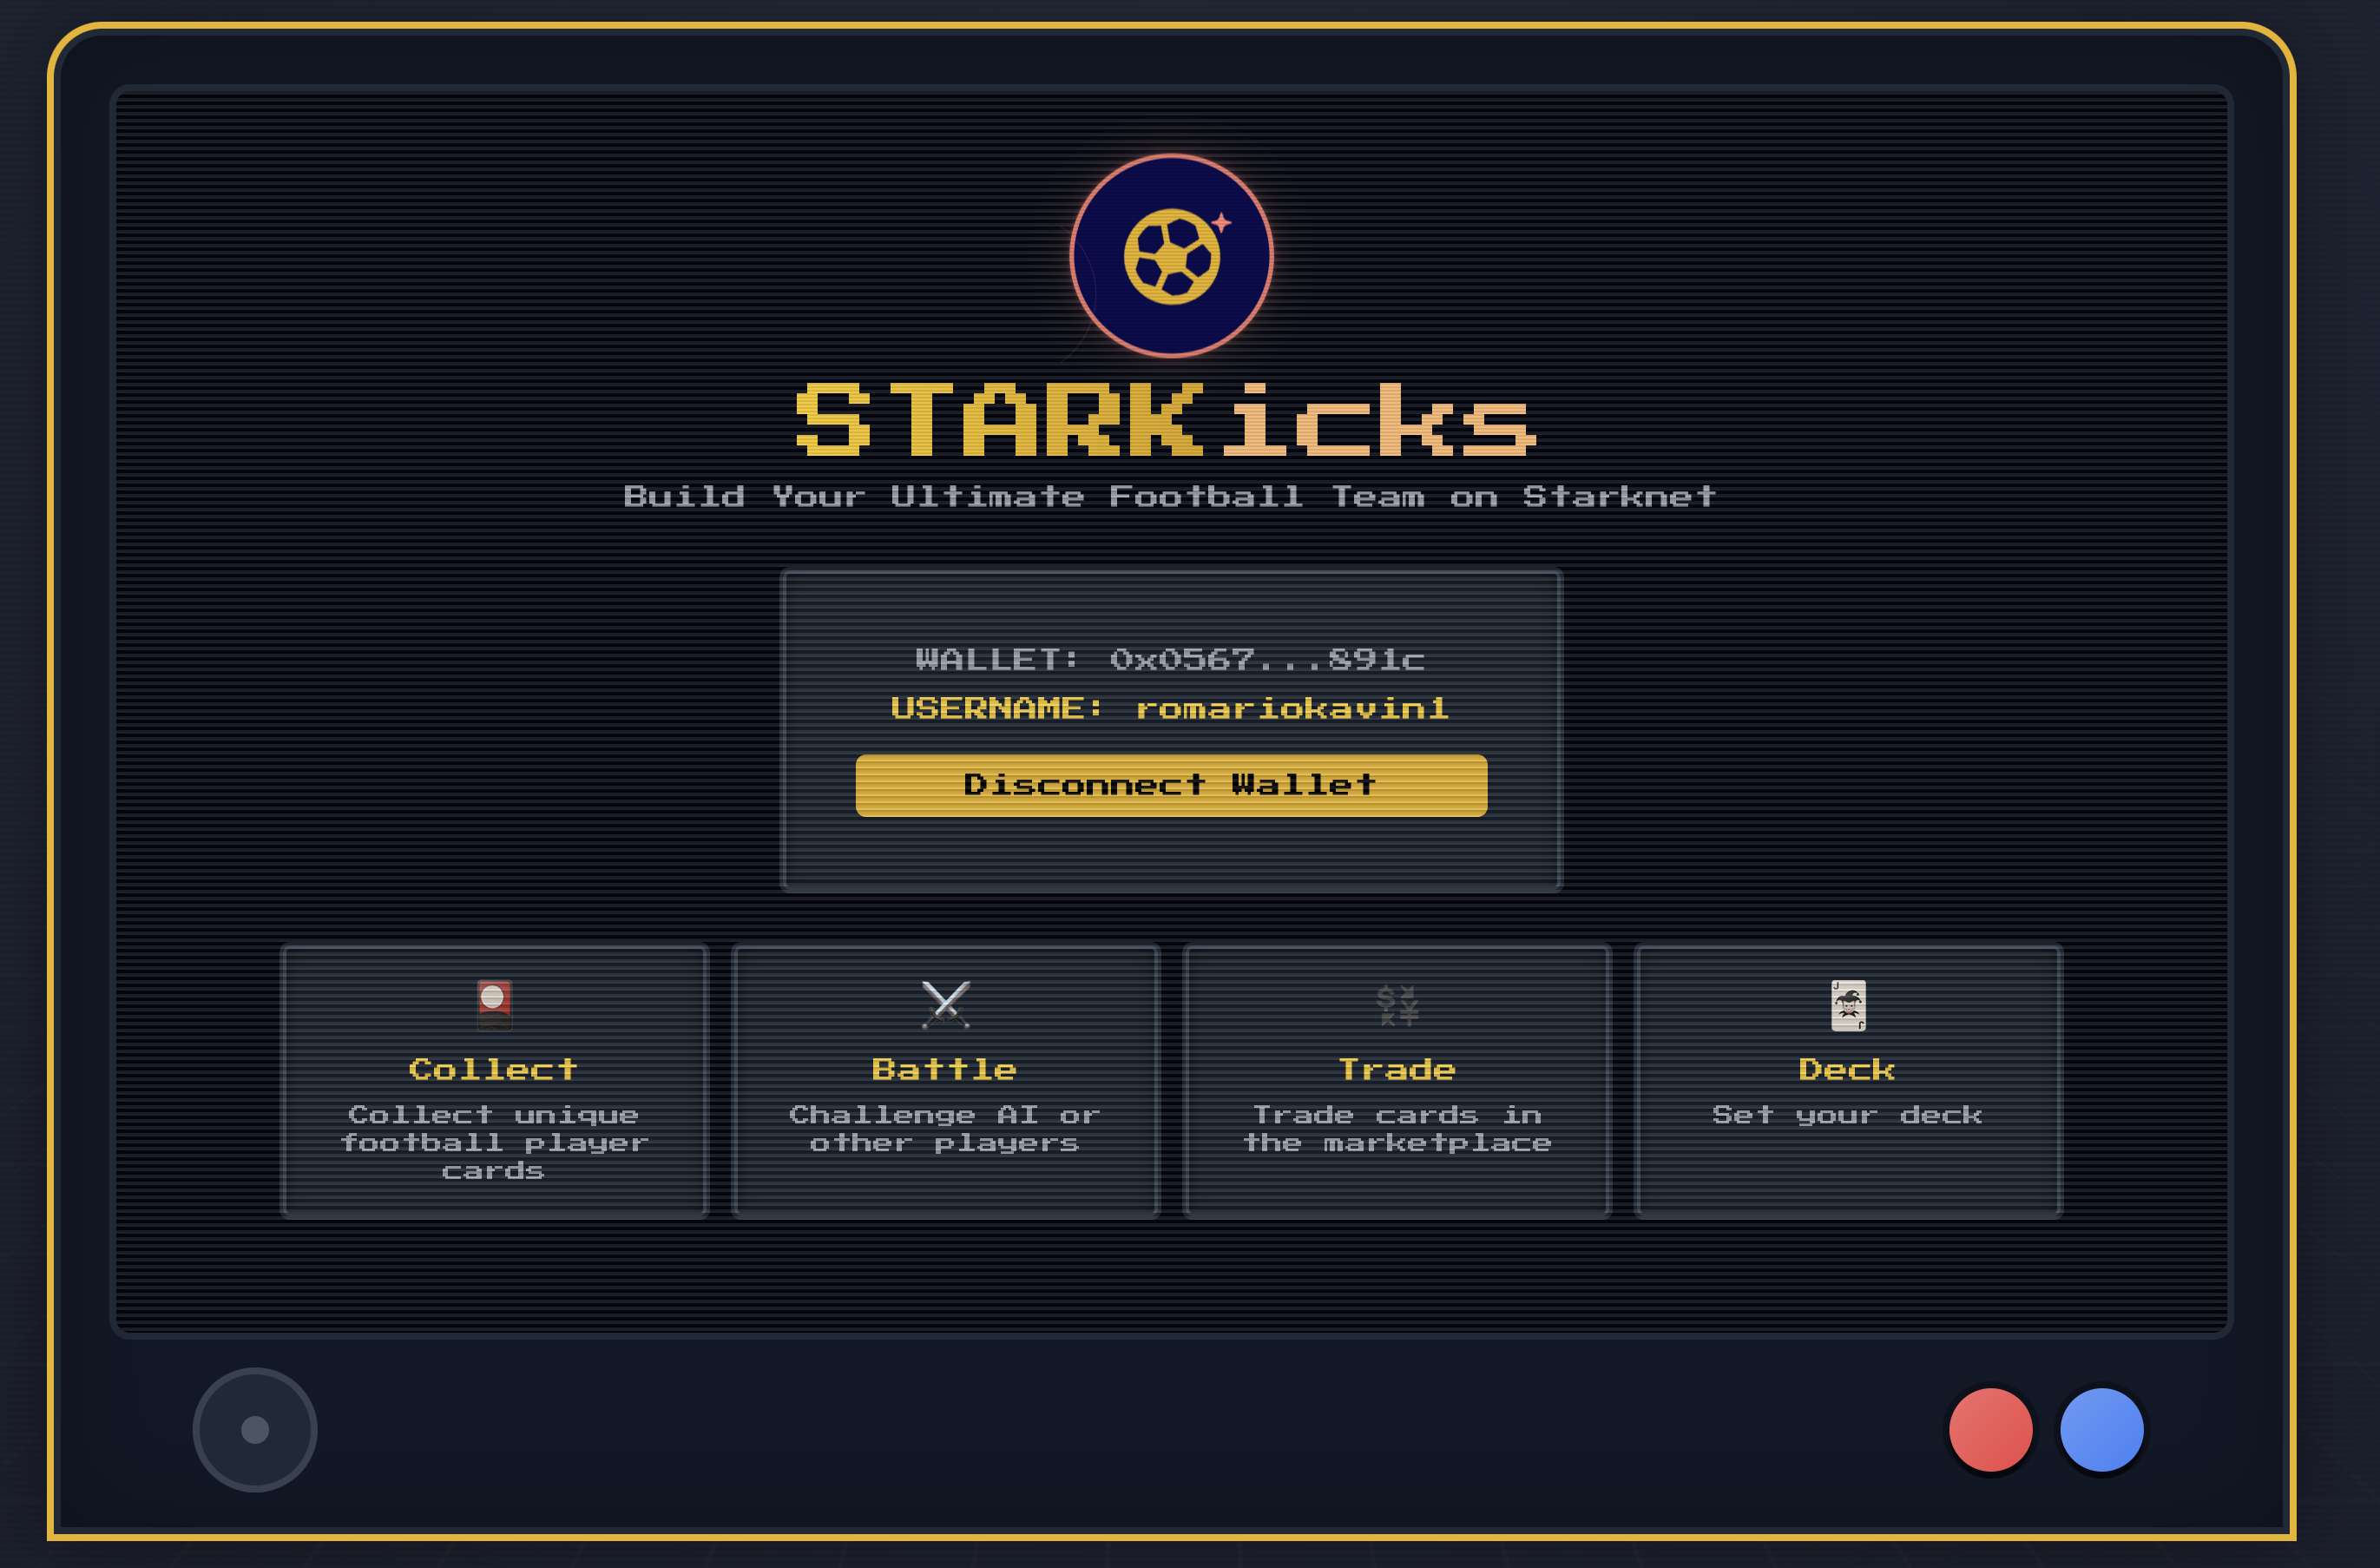 STARKicks
Build Your Ultimate Football Team on Starknet
WALLET: 0x0567...891c
USERNAME: romariokavin1
Disconnect Wallet
Collect
Collect unique
football player
cards
Battle
Challenge AI or
other players
Trade
Trade cards in
the marketplace
J
J
Deck
Set your deck